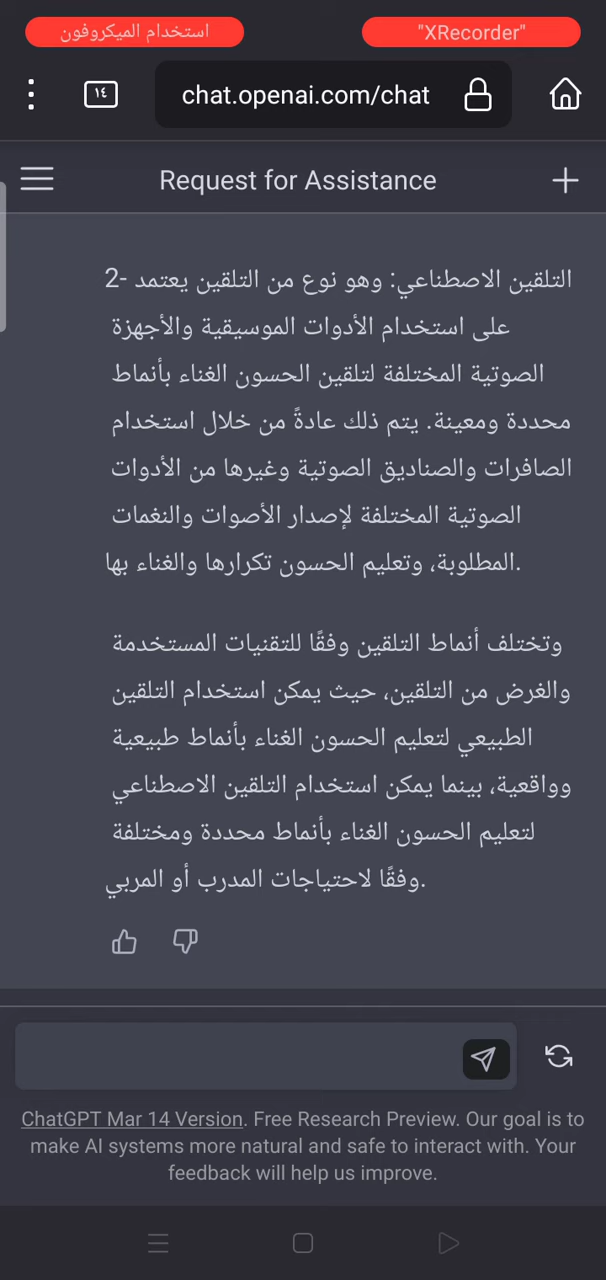 استخدام الميكروفون
"XRecorder"
١٤
chat.openai.com/chat
Request for Assistance
2- التلقين الاصطناعي: وهو نوع من التلقين يعتمد
على استخدام الأدوات الموسيقية والأجهزة
الصوتية المختلفة لتلقين الحسون الغناء بأنماط
محددة ومعينة. يتم ذلك عادةً من خلال استخدام
الصافرات والصناديق الصوتية وغيرها من الأدوات
الصوتية المختلفة لإصدار الأصوات والنغمات
المطلوبة، وتعليم الحسون تكرارها والغناء بها.
وتختلف أنماط التلقين وفقًا للتقنيات المستخدمة
والغرض من التلقين، حيث يمكن استخدام التلقين
الطبيعي لتعليم الحسون الغناء بأنماط طبيعية
وواقعية، بينما يمكن استخدام التلقين الاصطناعي
لتعليم الحسون الغناء بأنماط محددة ومختلفة
وفقًا لاحتياجات المدرب أو المربي.
ChatGPT Mar 14 Version. Free Research Preview. Our goal is to
make AI systems more natural and safe to interact with. Your
feedback will help us improve.